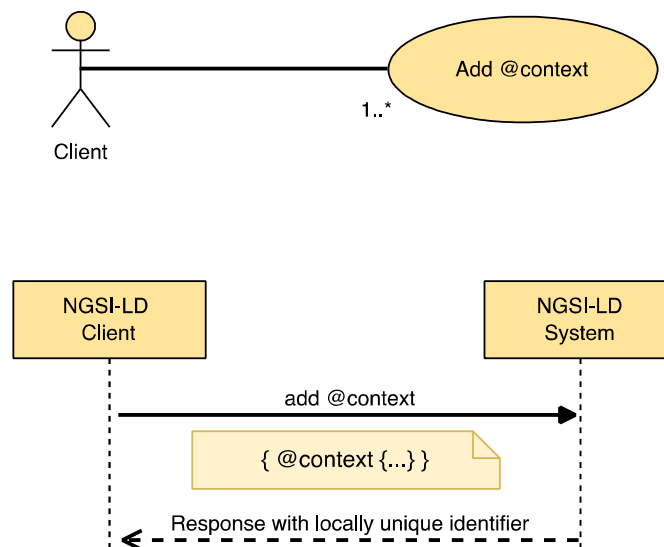 Add @context
1..*
Client
NGSI-LD
Client
NGSI-LD
System
add @context
{ @context {...} }
Response with locally unique identifier